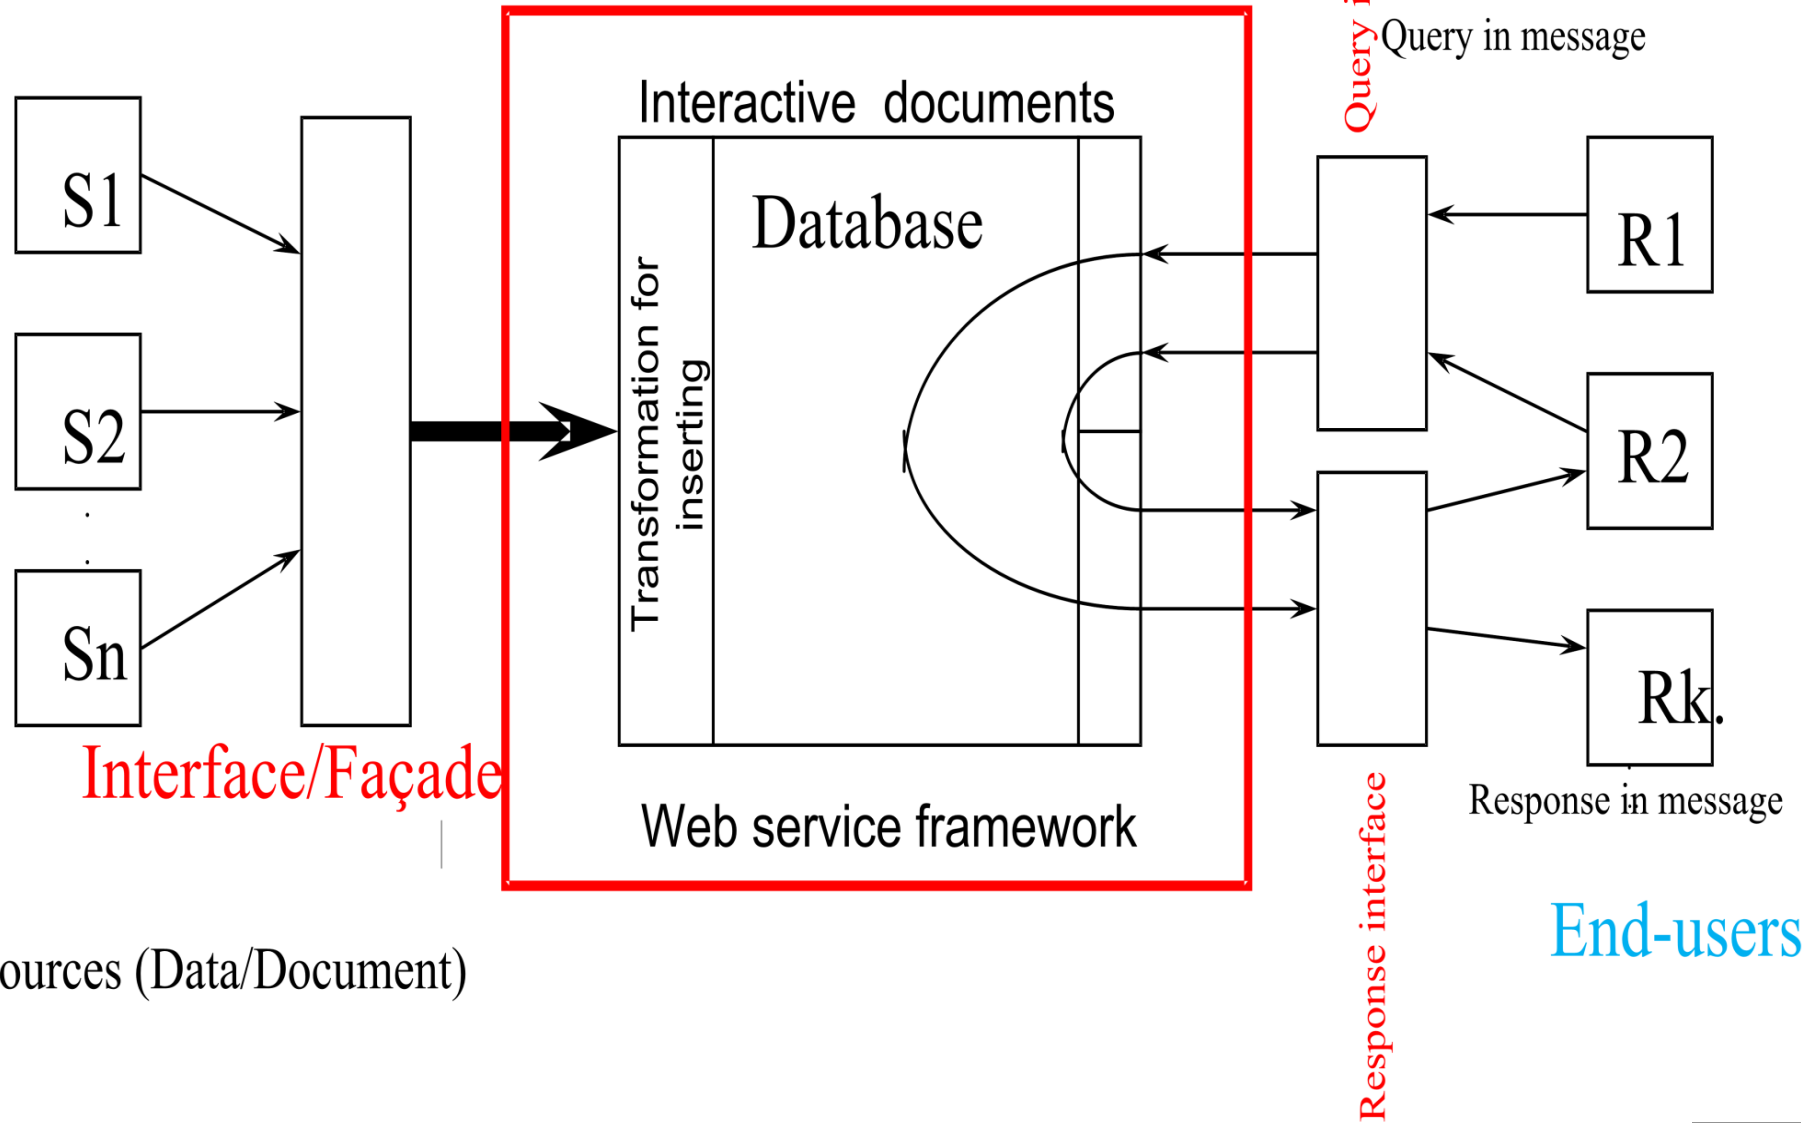 Query in message
Query i
Interactive documents
S1
S2
Sn
Database
Transformation for
inserting
R1
R2
Rk.
Interface/Façade
Web service framework
Response in message
Response interface
End-users
ources (Data/Document)